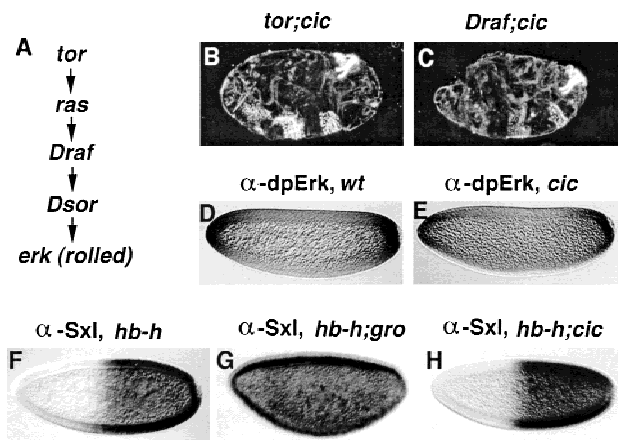 A
tor
ras
Draf
Dsor
erk (rolled)
tor;cic
Draf;cic
B
C
α-dpErk, wt
α-dpErk, cic
D
E
α-Sxl, hb-h
α-Sxl, hb-h;gro
α-Sxl, hb-h;cic
F
G
H